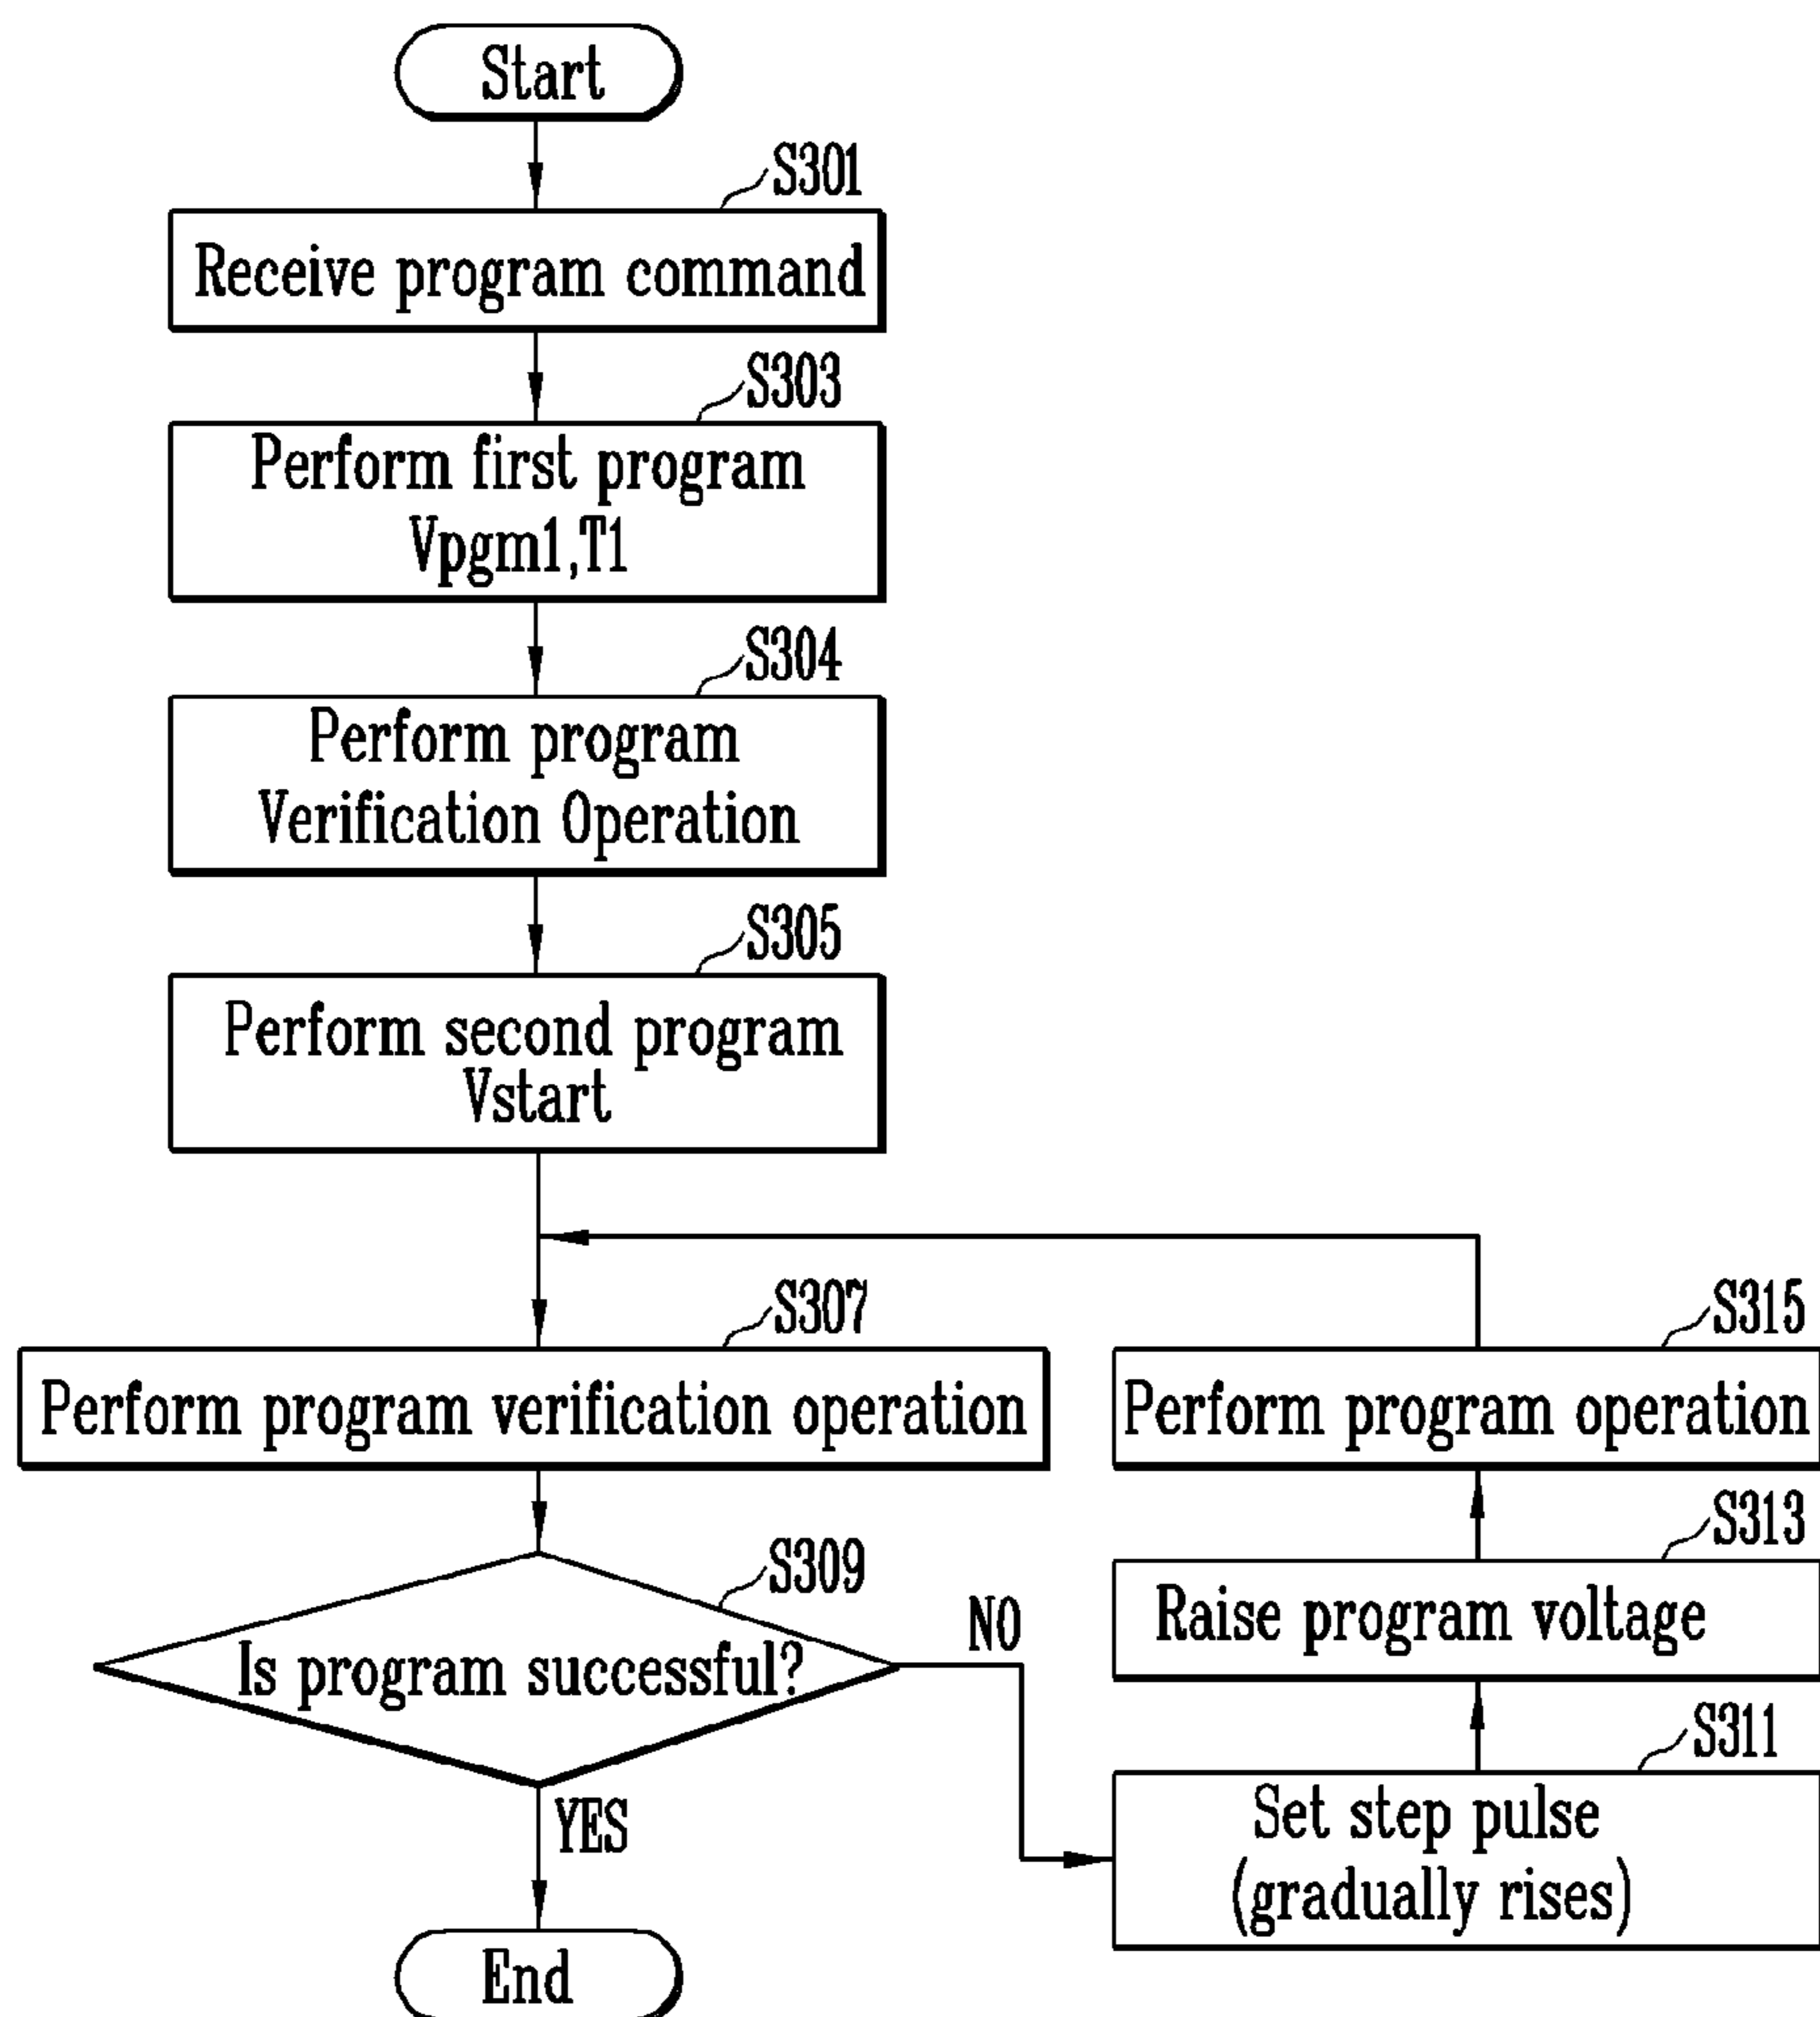 Start
S301
Receive program command
S303
Perform first program
Vpgm1,T1
S304
Perform program
Verification Operation
S305
Perform second program
Vstart
S307
Perform program verification operation
S309
Is program successful?
NO
YES
End
S315
Perform program operation
S313
Raise program voltage
S311
Set step pulse
(gradually rises)